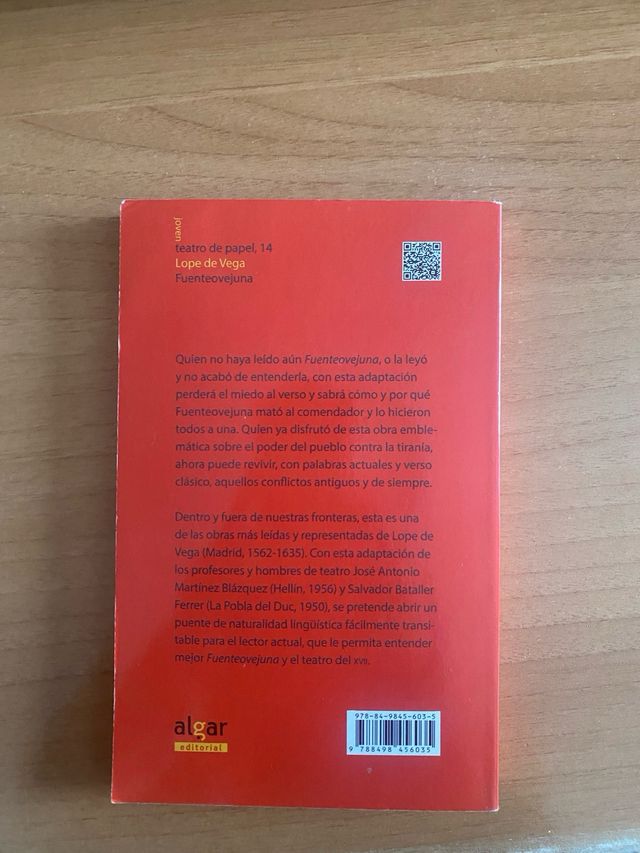 joven
teatro de papel, 14
Lope de Vega
Fuenteovejuna
Quien no haya leído aún Fuenteovejuna, o la leyó
y no acabó de entenderla, con esta adaptación
perderá el miedo al verso y sabrá cómo y por qué
Fuenteovejuna mató al comendador y lo hicieron
todos a una. Quien ya disfrutó de esta obra emble-
mática sobre el poder del pueblo contra la tiranía,
ahora puede revivir, con palabras actuales y verso
clásico, aquellos conflictos antiguos y de siempre.
Dentro y fuera de nuestras fronteras, esta es una
de las obras más leídas y representadas de Lope de
Vega (Madrid, 1562-1635). Con esta adaptación de
los profesores y hombres de teatro José Antonio
Martínez Blázquez (Hellín, 1956) y Salvador Bataller
Ferrer (La Pobla del Duc, 1950), se pretende abrir un
puente de naturalidad lingüística fácilmente transi-
table para el lector actual, que le permita entender
mejor Fuenteovejuna y el teatro del XVII.
algar
editorial
978-84-9845-603-5
9 788498 456035